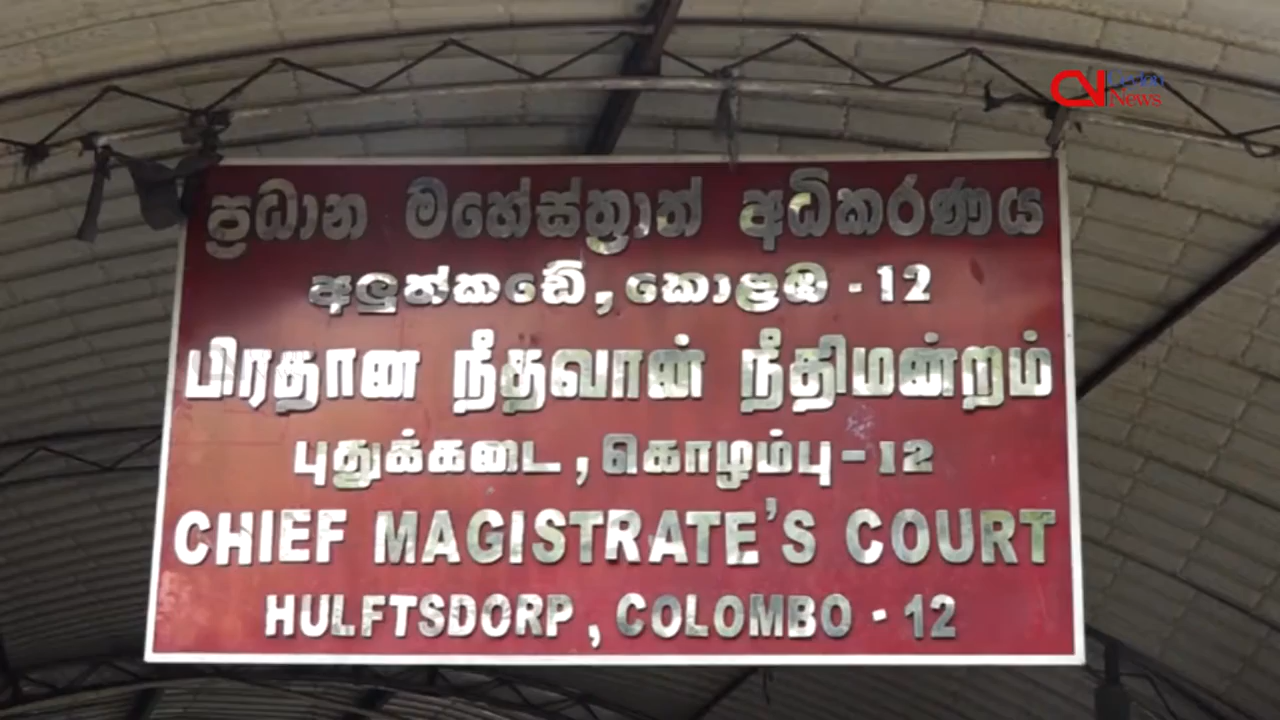 ප්‍රධාන මහේස්ත්‍රාත් අධිකරණය
අලුත්කඩේ, කොළඹ - 12
பிரதான நீதவான் நீதிமன்றம்
புதுக்கடை, கொழும்பு - 12
CHIEF MAGISTRATE'S COURT
HULFTSDORP, COLOMBO - 12
Ceylon
News